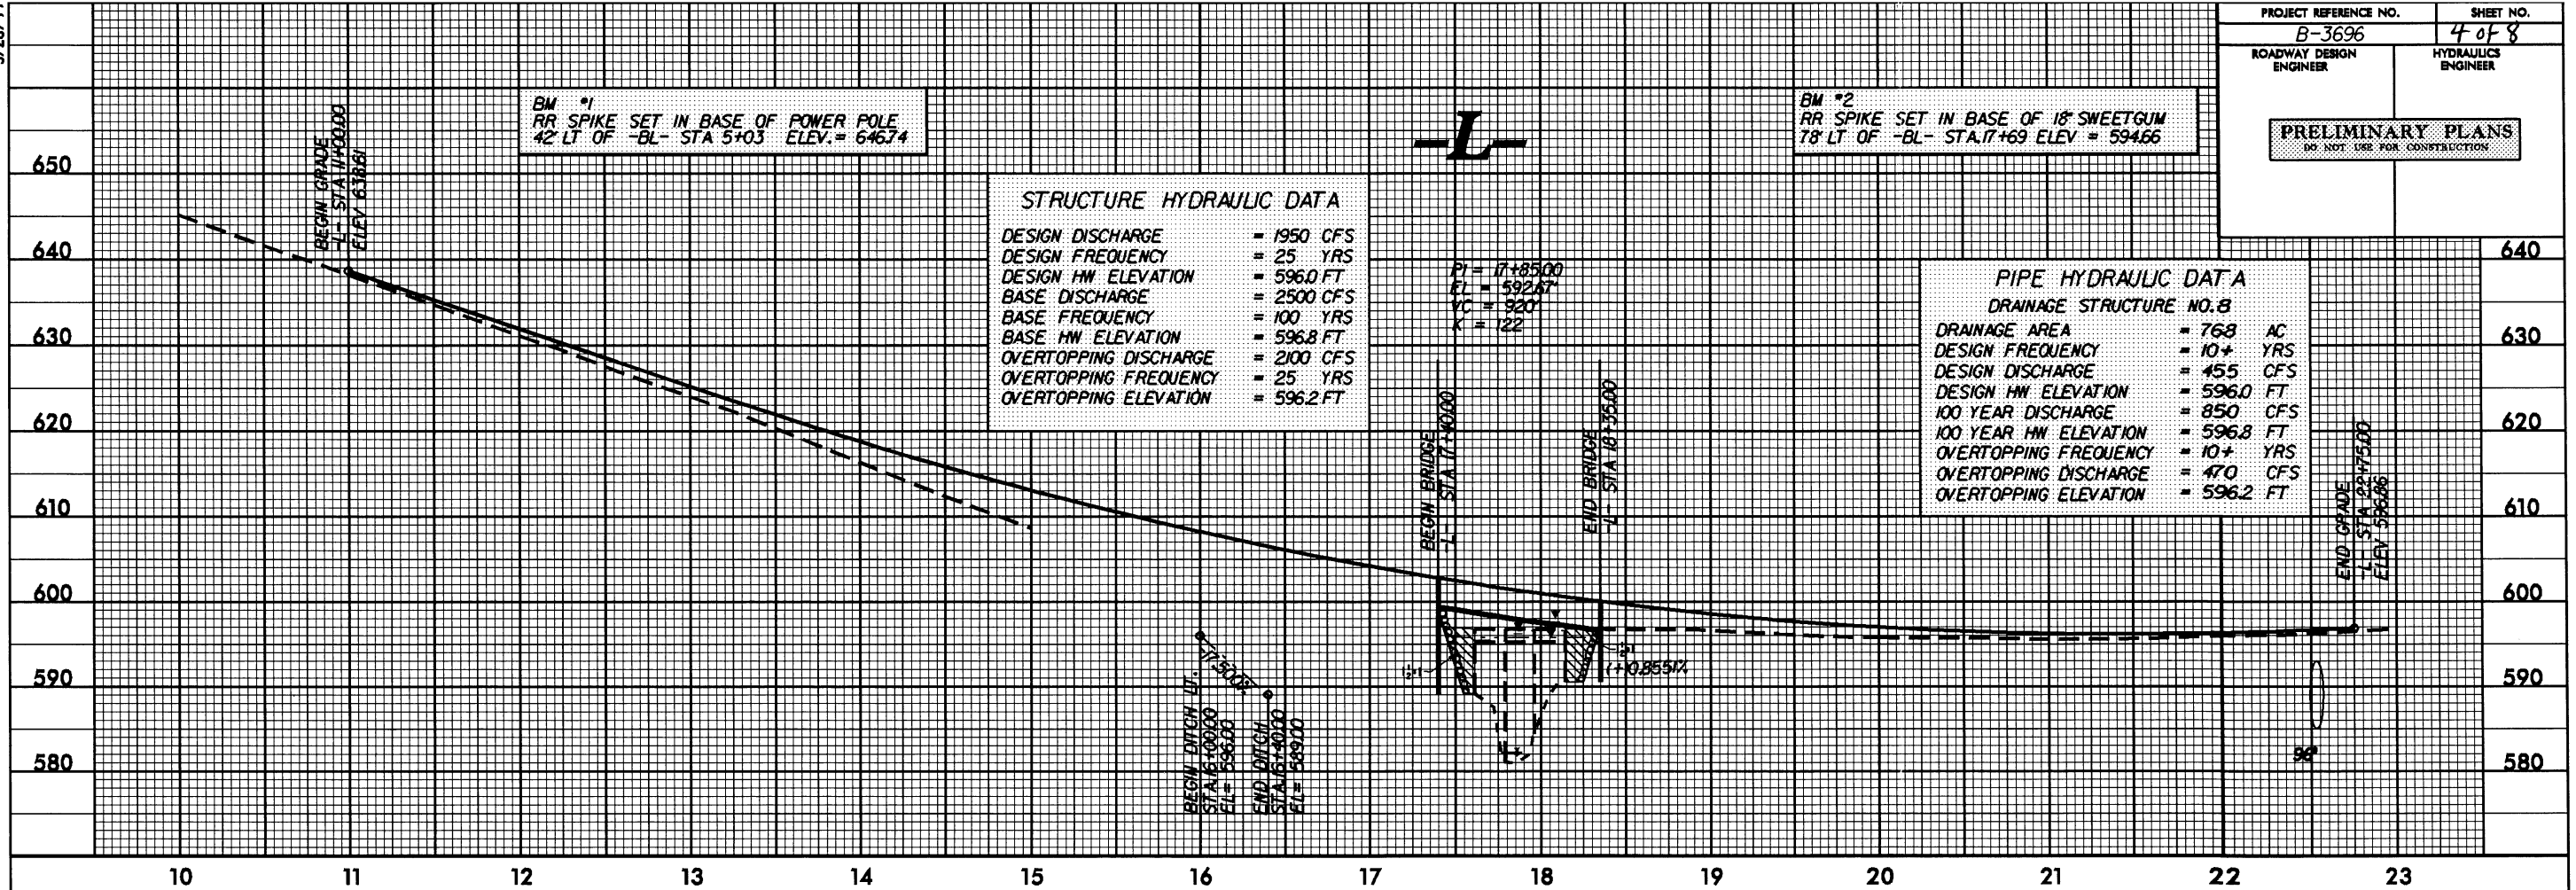 PROJECT REFERENCE NO.
SHEET NO.
B-3696
4 of 8
ROADWAY DESIGN
ENGINEER
HYDRAULICS
ENGINEER
PRELIMINARY PLANS
DO NOT USE FOR CONSTRUCTION
BM #1
RR SPIKE SET IN BASE OF POWER POLE
42' LT OF -BL- STA 5+03 ELEV. = 646.74
-L-
BM #2
RR SPIKE SET IN BASE OF 18" SWEETGUM
78' LT OF -BL- STA.17+69 ELEV = 594.66
BEGIN GRADE
-L- STA 11+00.00
ELEV 638.61
STRUCTURE HYDRAULIC DATA
DESIGN DISCHARGE = 1950 CFS
DESIGN FREQUENCY = 25 YRS
DESIGN HW ELEVATION = 596.0 FT
BASE DISCHARGE = 2500 CFS
BASE FREQUENCY = 100 YRS
BASE HW ELEVATION = 596.8 FT
OVERTOPPING DISCHARGE = 2100 CFS
OVERTOPPING FREQUENCY = 25 YRS
OVERTOPPING ELEVATION = 596.2 FT
PI = 17+85.00
EL = 592.67'
VC = 920'
K = 122
PIPE HYDRAULIC DATA
DRAINAGE STRUCTURE NO.8
DRAINAGE AREA = 768 AC
DESIGN FREQUENCY = 10+ YRS
DESIGN DISCHARGE = 455 CFS
DESIGN HW ELEVATION = 596.0 FT
100 YEAR DISCHARGE = 850 CFS
100 YEAR HW ELEVATION = 596.8 FT
OVERTOPPING FREQUENCY = 10+ YRS
OVERTOPPING DISCHARGE = 470 CFS
OVERTOPPING ELEVATION = 596.2 FT
BEGIN BRIDGE
-L- STA 17+40.00
END BRIDGE
-L- STA 18+35.00
END GRADE
-L- STA 22+75.00
ELEV 596.86
(+)0.8551%
-17.500%
BEGIN DITCH LT.
STA.16+00.00
EL= 596.00
END DITCH
STA.16+40.00
EL= 589.00
96"
650
640
630
620
610
600
590
580
640
630
620
610
600
590
580
10 11 12 13 14 15 16 17 18 19 20 21 22 23